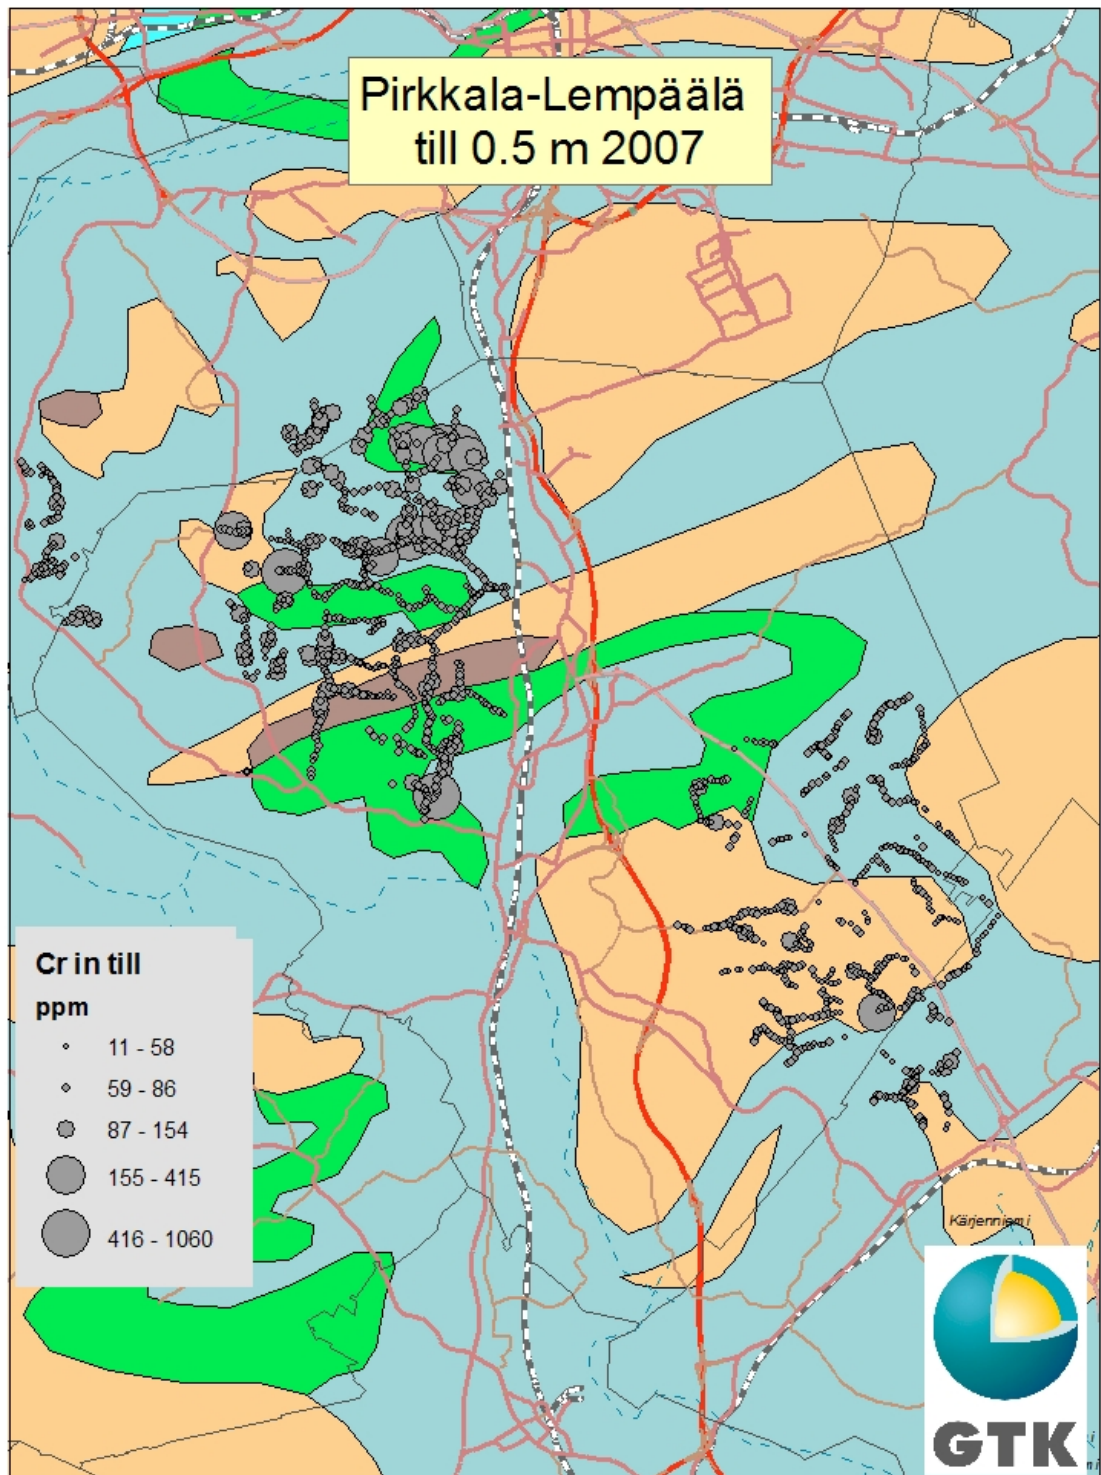 Pirkkala-Lempäälä
till 0.5 m 2007
Cr in till
ppm
11 - 58
59 - 86
87 - 154
155 - 415
416 - 1060
Kärjenniemi
GTK